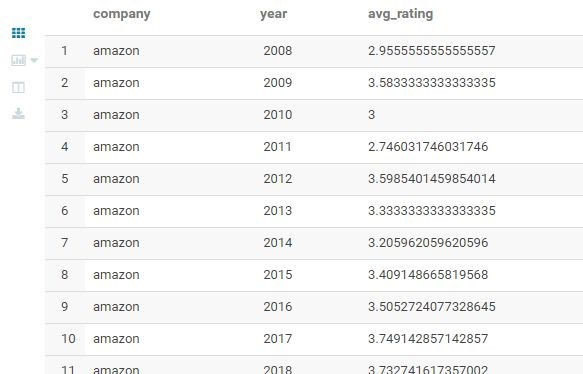 company year avg_rating
1 amazon 2008 2.9555555555555557
2 amazon 2009 3.5833333333333335
3 amazon 2010 3
4 amazon 2011 2.746031746031746
5 amazon 2012 3.5985401459854014
6 amazon 2013 3.3333333333333335
7 amazon 2014 3.205962059620596
8 amazon 2015 3.409148665819568
9 amazon 2016 3.5052724077328645
10 amazon 2017 3.749142857142857
11 amazon 2018 3.732741617357002